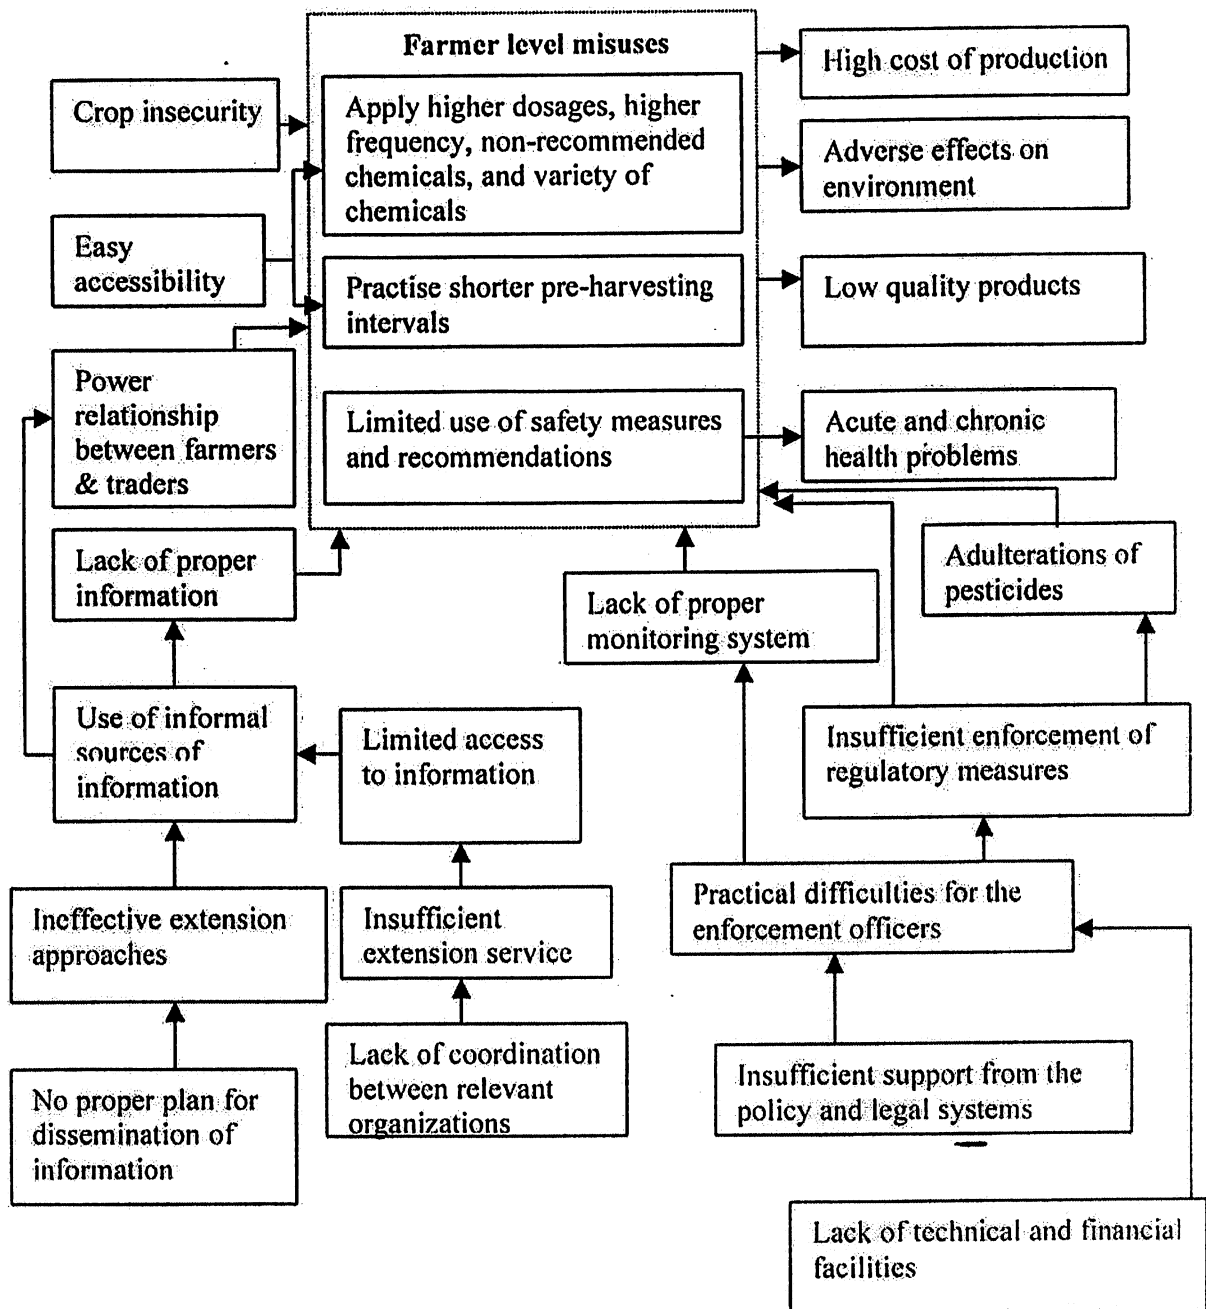 Farmer level misuses
High cost of production
Crop insecurity
Apply higher dosages, higher
frequency, non-recommended
chemicals, and variety of
chemicals
Adverse effects on
environment
Easy
accessibility
Practise shorter pre-harvesting
intervals
Low quality products
Power
relationship
between farmers
& traders
Limited use of safety measures
and recommendations
Acute and chronic
health problems
Lack of proper
information
Lack of proper
monitoring system
Adulterations of
pesticides
Use of informal
sources of
information
Limited access
to information
Insufficient enforcement of
regulatory measures
Ineffective extension
approaches
Insufficient
extension service
Practical difficulties for the
enforcement officers
No proper plan for
dissemination of
information
Lack of coordination
between relevant
organizations
Insufficient support from the
policy and legal systems
Lack of technical and financial
facilities